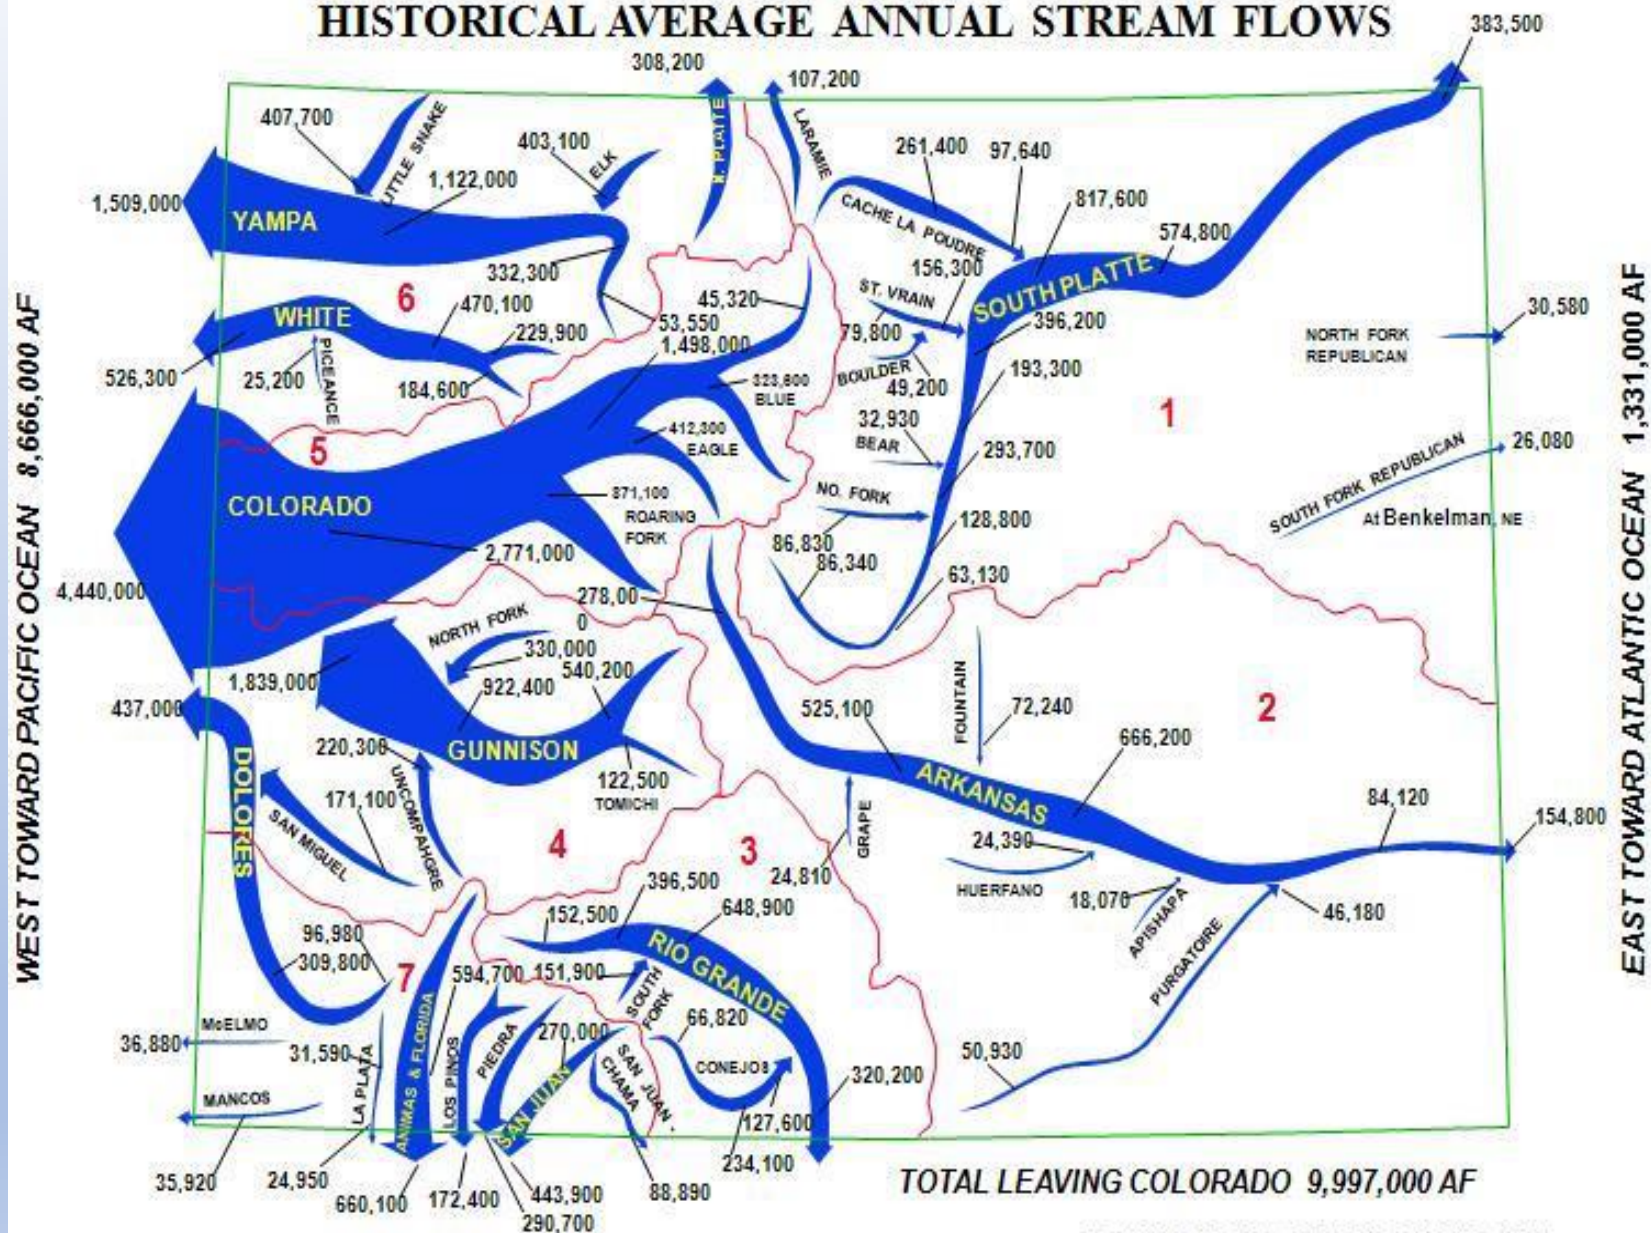 HISTORICAL AVERAGE ANNUAL STREAM FLOWS
383,500
308,200
107,200
407,700
LITTLE SNAKE
403,100
ELK
N. PLATTE
LARAMIE
261,400
97,640
1,122,000
1,509,000
YAMPA
CACHE LA POUDRE
817,600
574,800
332,300
156,300
ST. VRAIN
SOUTH PLATTE
6
470,100
45,320
53,550
WHITE
229,900
1,498,000
79,800
396,200
30,580
NORTH FORK
REPUBLICAN
526,300
25,200
PICEANCE
184,600
323,800
BLUE
BOULDER
49,200
193,300
32,930
BEAR
1
412,300
EAGLE
5
293,700
26,080
SOUTH FORK REPUBLICAN
At Benkelman, NE
COLORADO
871,100
ROARING
FORK
NO. FORK
128,800
2,771,000
86,830
86,340
63,130
4,440,000
278,00
0
NORTH FORK
330,000
540,200
1,839,000
922,400
437,000
525,100
FOUNTAIN
72,240
2
666,200
220,300
GUNNISON
DOLORES
UNCOMPAHGRE
122,500
TOMICHI
ARKANSAS
171,100
SAN MIGUEL
84,120
154,800
4
3
GRAPE
24,390
24,810
HUERFANO
18,070
APISHAPA
46,180
396,500
152,500
648,900
RIO GRANDE
96,980
309,800
7
594,700
151,900
SOUTH
FORK
PURGATOIRE
McELMO
36,880
31,590
LA PLATA
ANIMAS & FLORIDA
LOS PINOS
PIEDRA
270,000
SAN JUAN
SAN JUAN
CHAMA
66,820
CONEJOS
50,930
320,200
MANCOS
127,600
234,100
35,920
24,950
660,100
172,400
443,900
290,700
88,890
TOTAL LEAVING COLORADO 9,997,000 AF
WEST TOWARD PACIFIC OCEAN 8,666,000 AF
EAST TOWARD ATLANTIC OCEAN 1,331,000 AF